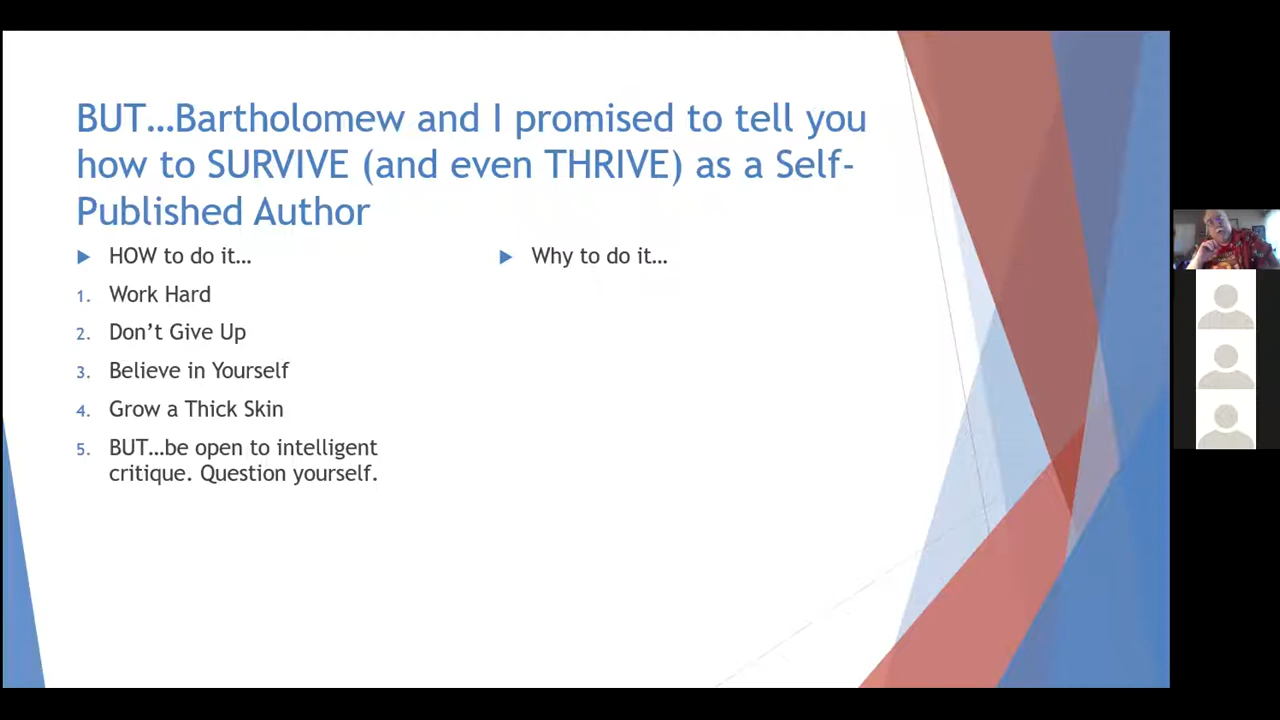 BUT…Bartholomew and I promised to tell you
how to SURVIVE (and even THRIVE) as a Self-
Published Author
HOW to do it…
1. Work Hard
2. Don’t Give Up
3. Believe in Yourself
4. Grow a Thick Skin
5. BUT…be open to intelligent
critique. Question yourself.
Why to do it…